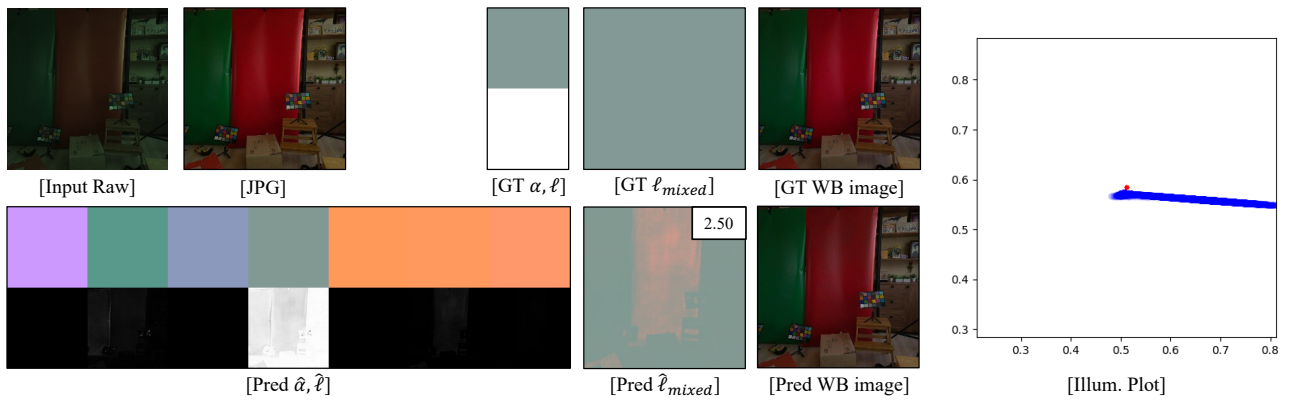 [Input Raw]
[JPG]
[GT α, ℓ]
[GT ℓ_mixed]
[GT WB image]
2.50
[Pred α̂, ℓ̂]
[Pred ℓ̂_mixed]
[Pred WB image]
0.8
0.7
0.6
0.5
0.4
0.3
0.3 0.4 0.5 0.6 0.7 0.8
[Illum. Plot]